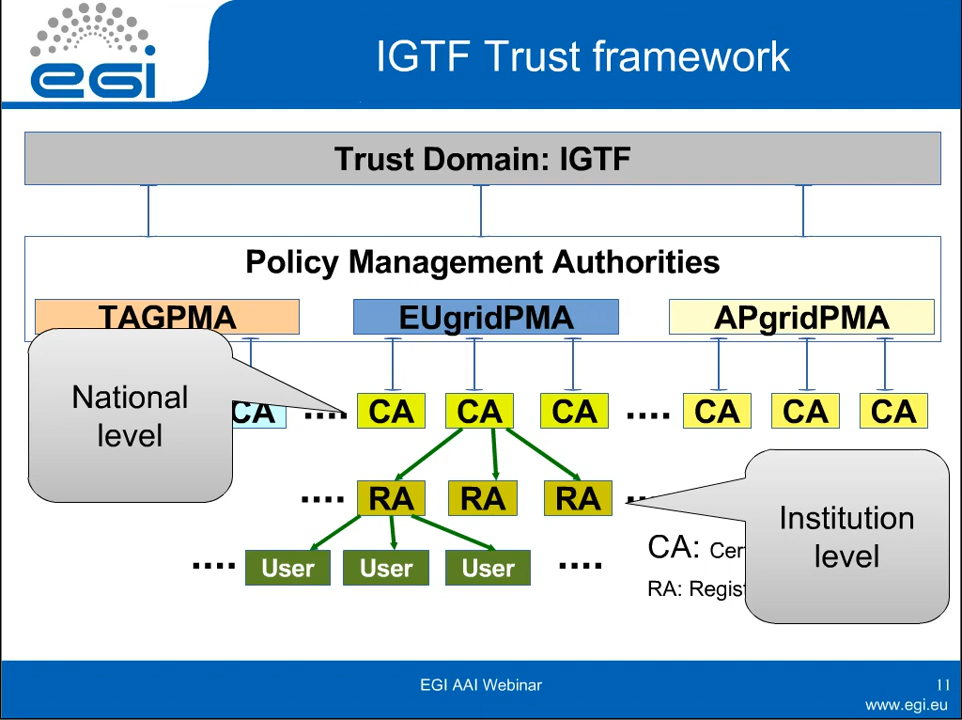 egi
IGTF Trust framework
Trust Domain: IGTF
Policy Management Authorities
TAGPMA
EUgridPMA
APgridPMA
National
level
CA
....
CA
CA
CA
....
CA
CA
CA
....
RA
RA
RA
....
Institution
level
....
User
User
User
....
CA:
RA:
EGI AAI Webinar
11
www.egi.eu